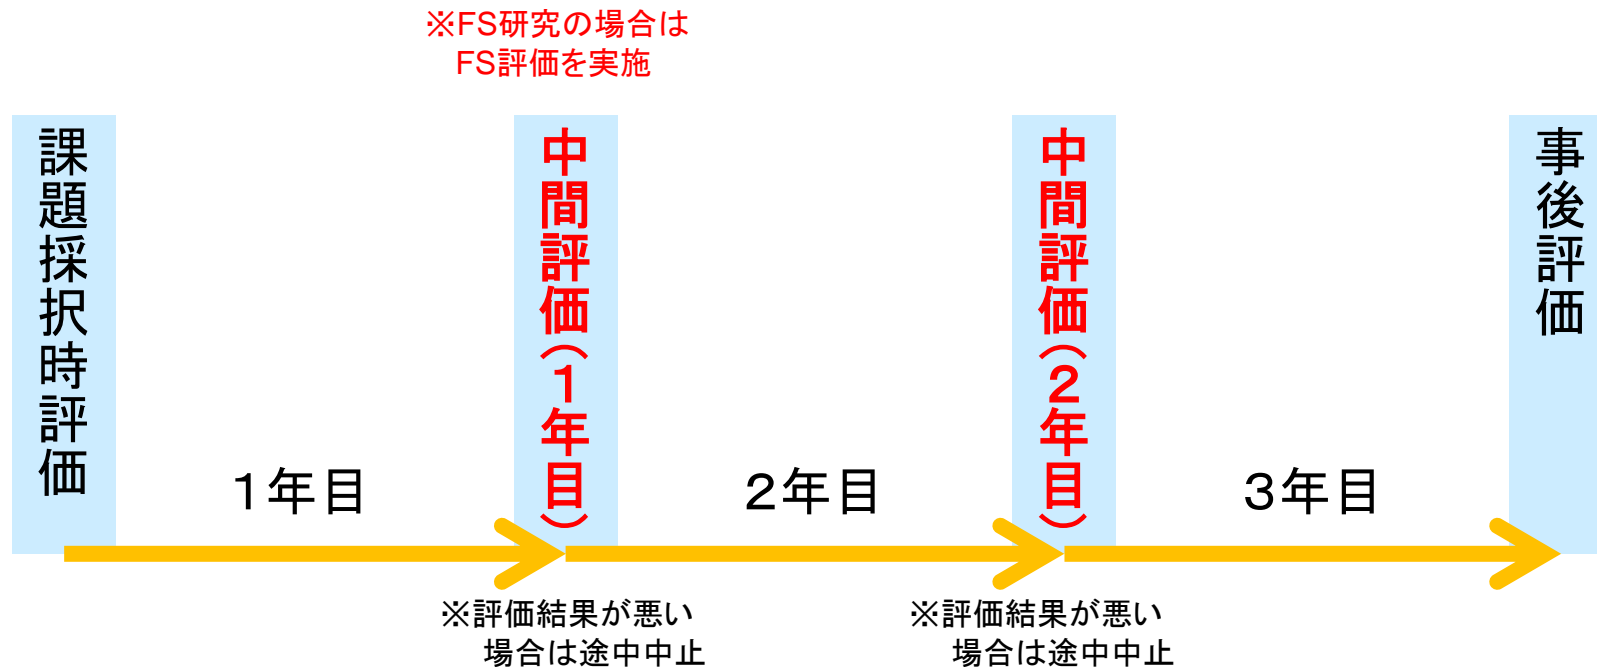 ※FS研究の場合は
FS評価を実施
課題採択時評価
中間評価(1年目)
中間評価(2年目)
事後評価
1年目
2年目
3年目
※評価結果が悪い
場合は途中中止
※評価結果が悪い
場合は途中中止